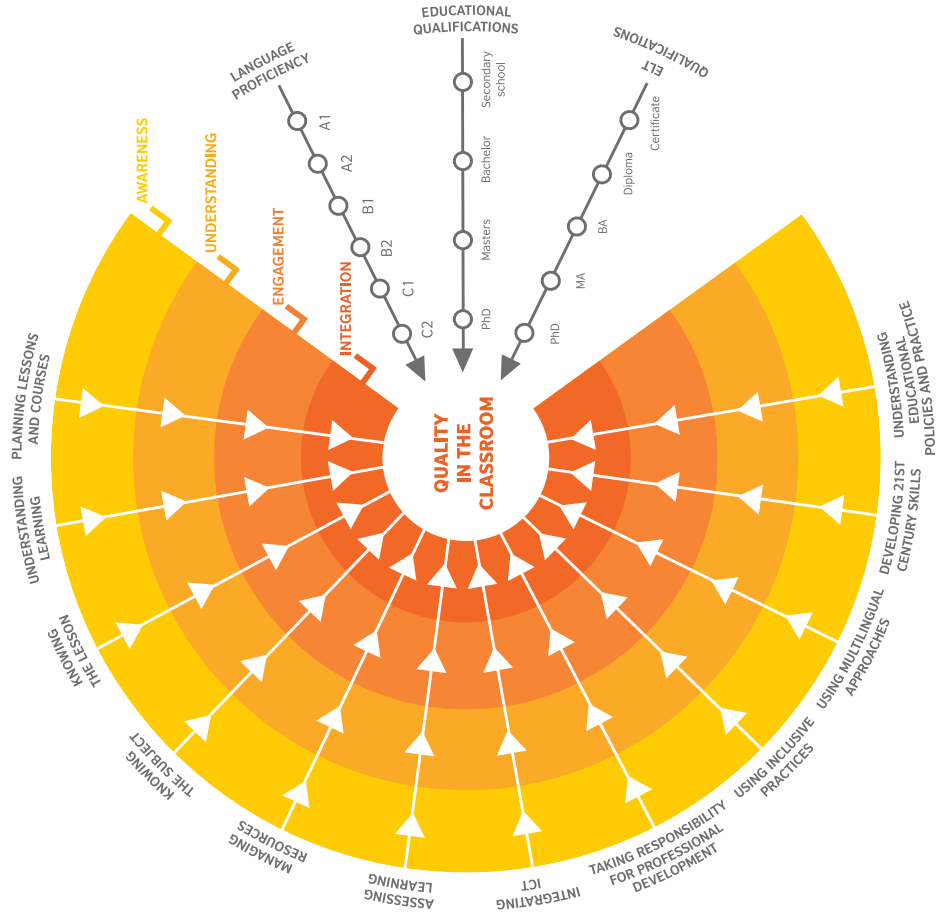 EDUCATIONAL
QUALIFICATIONS
LANGUAGE
PROFICIENCY
ELT
QUALIFICATIONS
A1
A2
B1
B2
C1
C2
Secondary
school
Bachelor
Masters
PhD
Certificate
Diploma
BA
MA
PhD
AWARENESS
UNDERSTANDING
ENGAGEMENT
INTEGRATION
QUALITY
IN THE
CLASSROOM
PLANNING LESSONS
AND COURSES
UNDERSTANDING
LEARNING
KNOWING
THE LESSON
KNOWING
THE SUBJECT
MANAGING
RESOURCES
ASSESSING
LEARNING
INTEGRATING
ICT
TAKING RESPONSIBILITY
FOR PROFESSIONAL
DEVELOPMENT
USING INCLUSIVE
PRACTICES
USING MULTILINGUAL
APPROACHES
DEVELOPING 21ST
CENTURY SKILLS
UNDERSTANDING
EDUCATIONAL
POLICIES AND PRACTICE